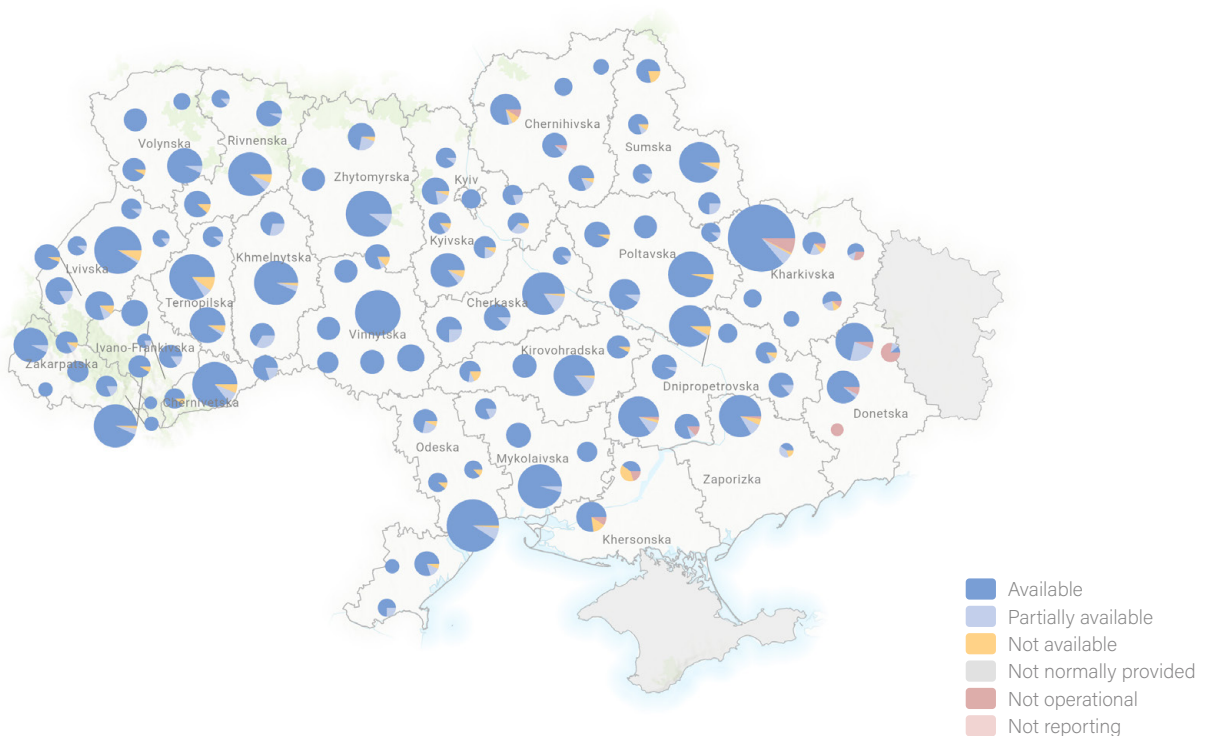 Chernihivska
Sumska
Rivnenska
Volynska
Zhytomyrska
Kyiv
Kyivska
Poltavska
Khmelnytska
Lvivska
Kharkivska
Ternopilska
Cherkaska
Vinnytska
Ivano-Frankivska
Kirovohradska
Zakarpatska
Dnipropetrovska
Chernivetska
Donetska
Odeska
Mykolaivska
Zaporizka
Khersonska
Available
Partially available
Not available
Not normally provided
Not operational
Not reporting